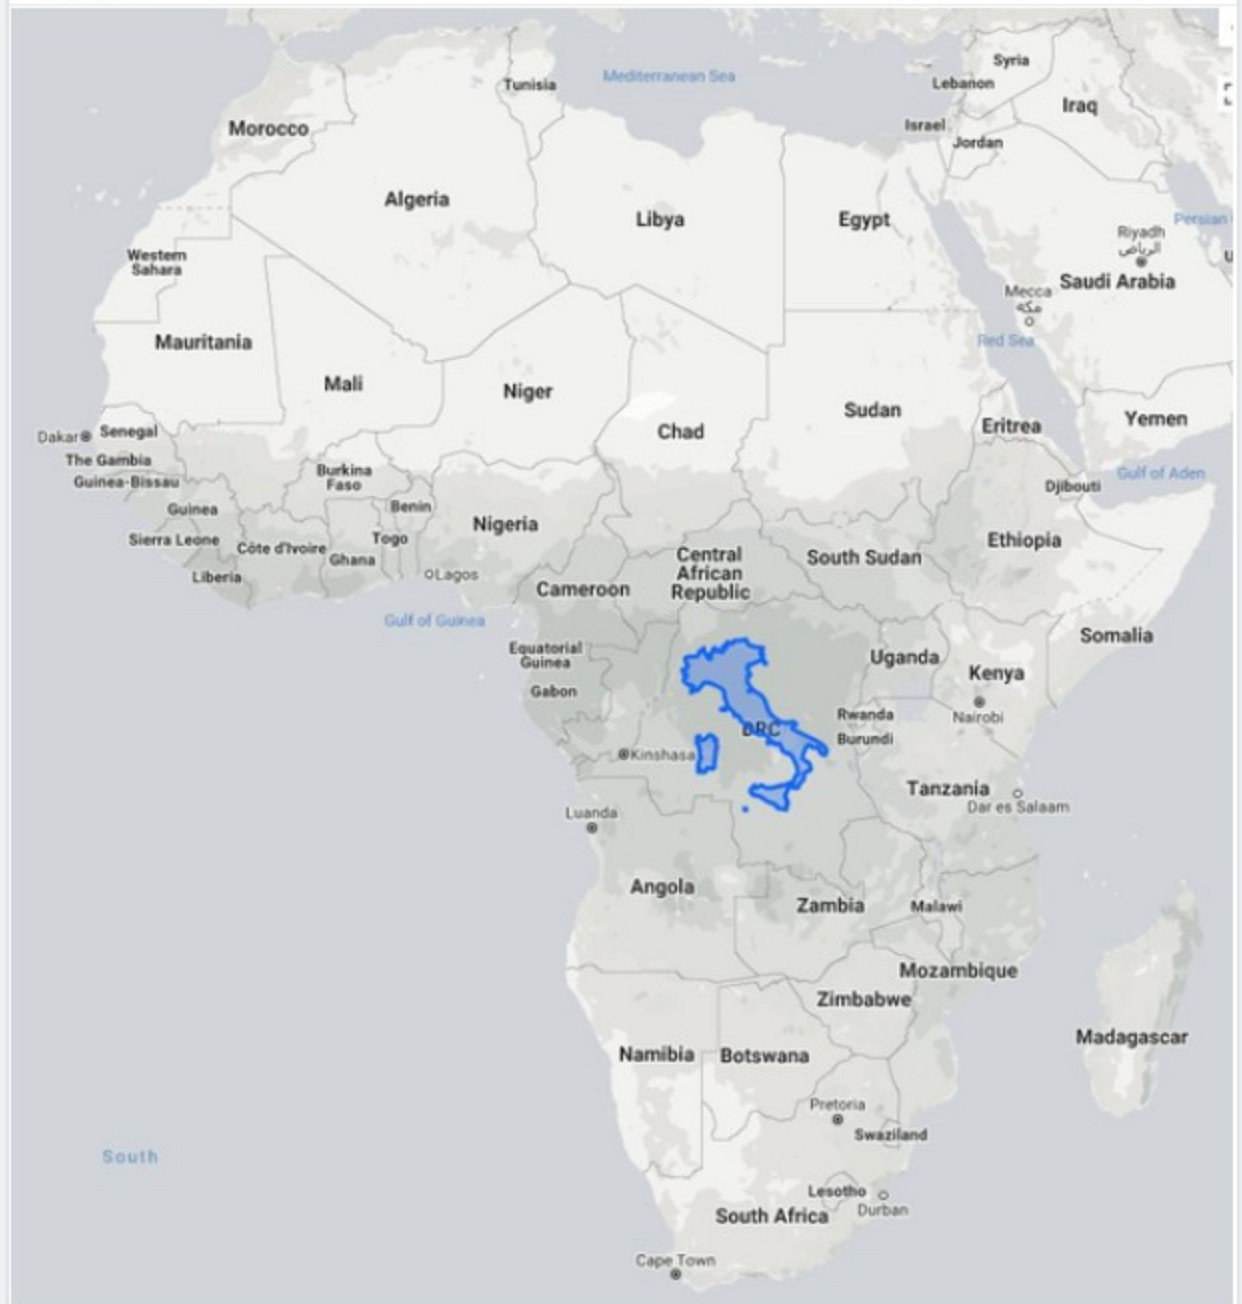 Syria
Mediterranean Sea
Tunisia
Lebanon
Iraq
Israel
Morocco
Jordan
Algeria
Libya
Egypt
Persian
Riyadh
الرياض
Western
Sahara
U
Saudi Arabia
Mecca
مكة
Mauritania
Red Sea
Mali
Niger
Sudan
Yemen
Eritrea
Chad
Dakar
Senegal
The Gambia
Guinea-Bissau
Burkina
Faso
Gulf of Aden
Djibouti
Guinea
Benin
Nigeria
Sierra Leone
Côte d'Ivoire
Togo
Ghana
Ethiopia
Central
African
Republic
South Sudan
Liberia
Lagos
Cameroon
Gulf of Guinea
Somalia
Equatorial
Guinea
Uganda
Kenya
Gabon
Nairobi
Rwanda
DRC
Burundi
Kinshasa
Tanzania
Dar es Salaam
Luanda
Angola
Zambia
Malawi
Mozambique
Zimbabwe
Madagascar
Namibia
Botswana
Pretoria
Swaziland
South
Lesotho
Durban
South Africa
Cape Town